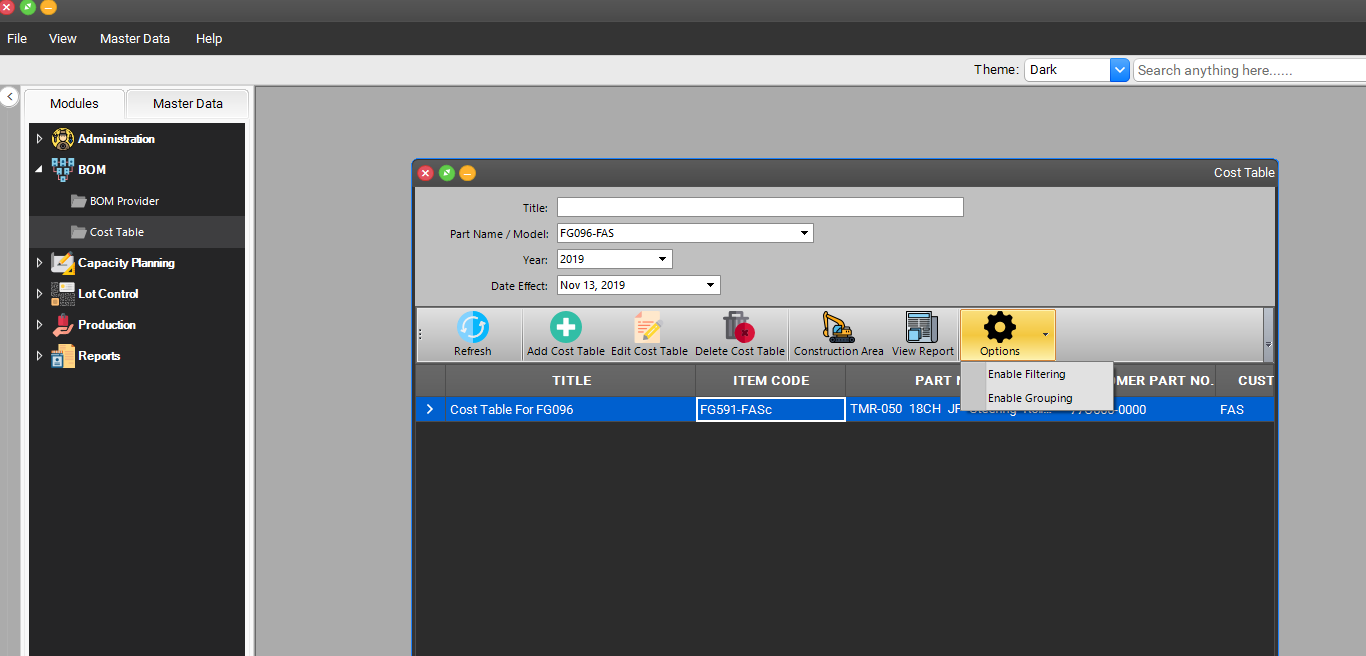 File View Master Data Help
Theme: Dark Search anything here......
Modules Master Data
Administration
BOM
BOM Provider
Cost Table
Capacity Planning
Lot Control
Production
Reports
Cost Table
Title:
Part Name / Model: FG096-FAS
Year: 2019
Date Effect: Nov 13, 2019
Refresh Add Cost Table Edit Cost Table Delete Cost Table Construction Area View Report Options
Enable Filtering
Enable Grouping
TITLE ITEM CODE PART MER PART NO. CUST
Cost Table For FG096 FG591-FASc TMR-050 18CH -0000 FAS